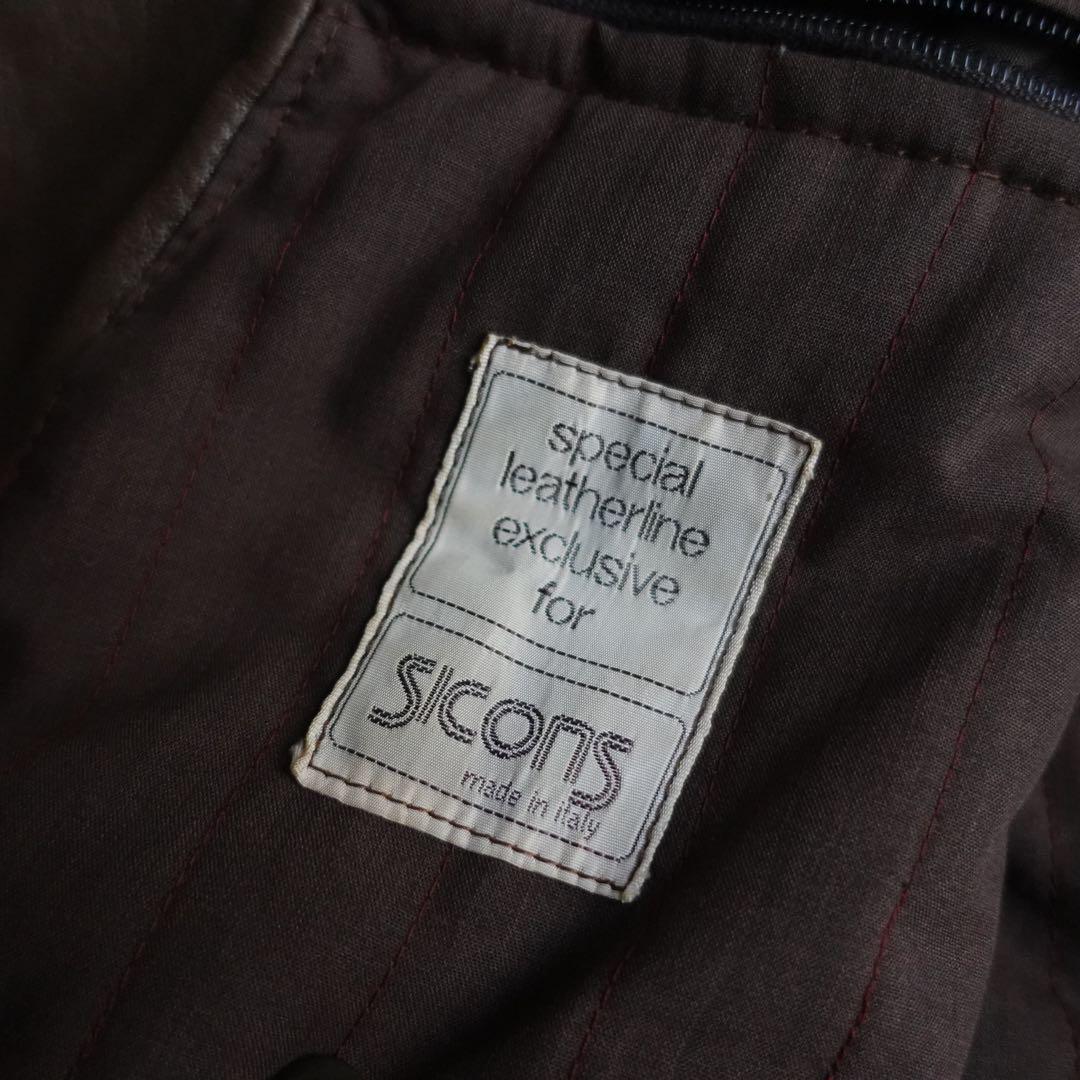 special
leatherline
exclusive
for
SICONS
made in italy